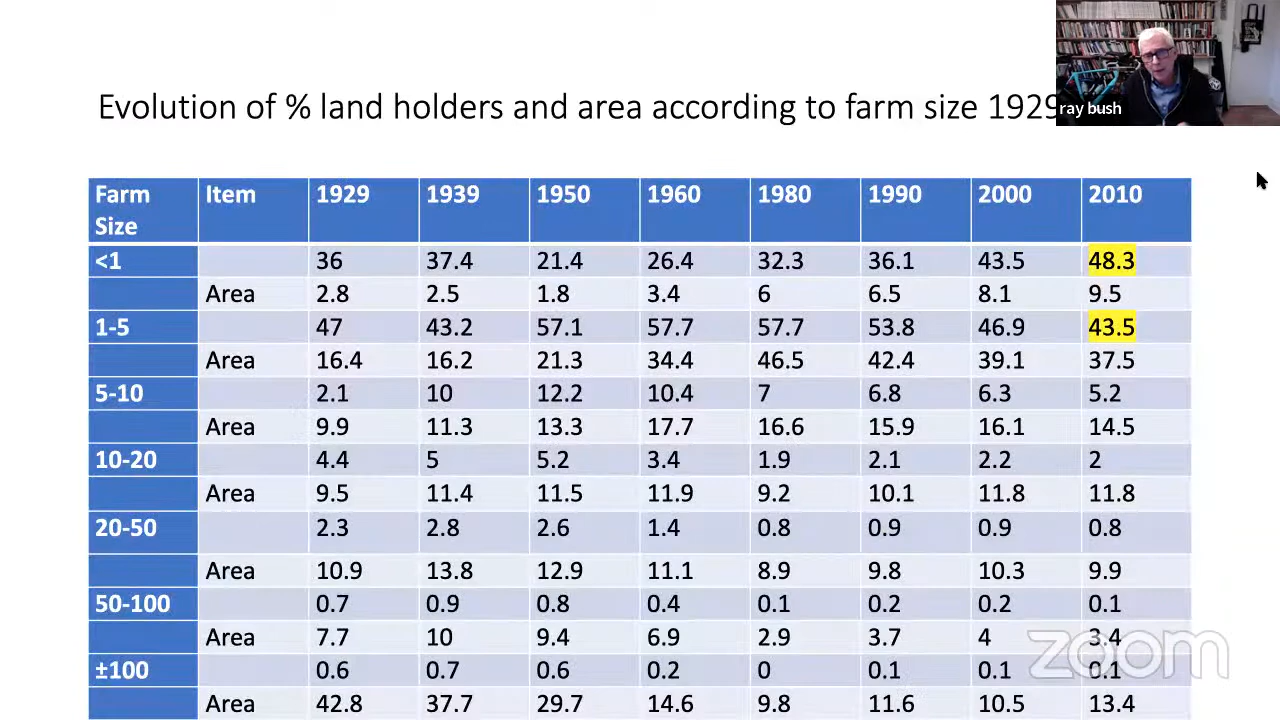 ray bush
Evolution of % land holders and area according to farm size 1929
Farm Size Item 1929 1939 1950 1960 1980 1990 2000 2010
<1 36 37.4 21.4 26.4 32.3 36.1 43.5 48.3
Area 2.8 2.5 1.8 3.4 6 6.5 8.1 9.5
1-5 47 43.2 57.1 57.7 57.7 53.8 46.9 43.5
Area 16.4 16.2 21.3 34.4 46.5 42.4 39.1 37.5
5-10 2.1 10 12.2 10.4 7 6.8 6.3 5.2
Area 9.9 11.3 13.3 17.7 16.6 15.9 16.1 14.5
10-20 4.4 5 5.2 3.4 1.9 2.1 2.2 2
Area 9.5 11.4 11.5 11.9 9.2 10.1 11.8 11.8
20-50 2.3 2.8 2.6 1.4 0.8 0.9 0.9 0.8
Area 10.9 13.8 12.9 11.1 8.9 9.8 10.3 9.9
50-100 0.7 0.9 0.8 0.4 0.1 0.2 0.2 0.1
Area 7.7 10 9.4 6.9 2.9 3.7 4 3.4
±100 0.6 0.7 0.6 0.2 0 0.1 0.1 0.1
Area 42.8 37.7 29.7 14.6 9.8 11.6 10.5 13.4
zoom